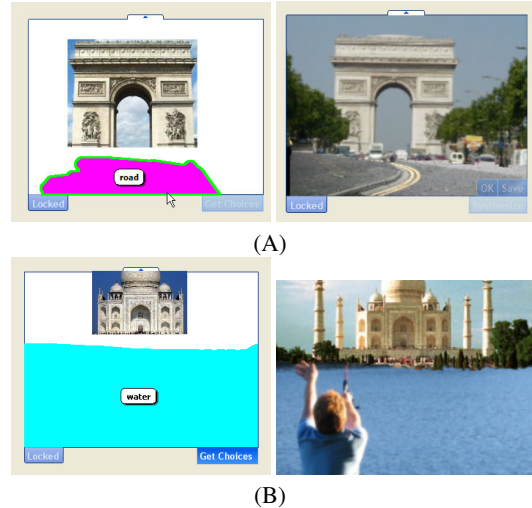 road
Locked
Get Choices
OK Save
Locked
Synthesize
(A)
water
Locked
Get Choices
(B)